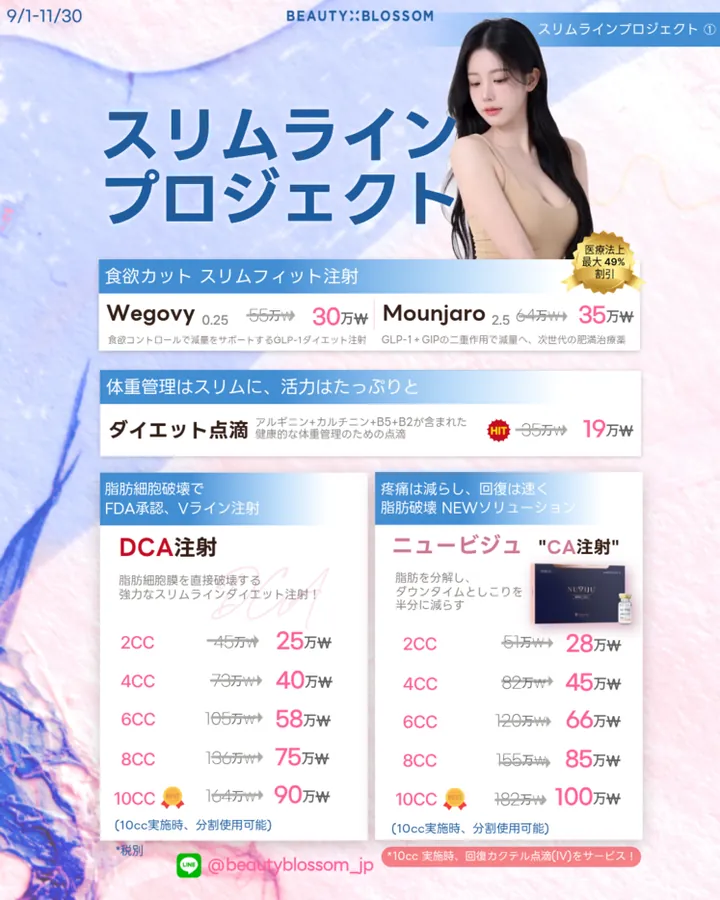 9/1-11/30
BEAUTY BLOSSOM
スリムラインプロジェクト ①
スリムライン
プロジェクト
医療法上
最大 49%
割引
食欲カット スリムフィット注射
Wegovy 0.25 55万₩ 30万₩
食欲コントロールで減量をサポートするGLP-1ダイエット注射
Mounjaro 2.5 64万₩ 35万₩
GLP-1+GIPの二重作用で減量へ、次世代の肥満治療薬
体重管理はスリムに、活力はたっぷりと
ダイエット点滴
アルギニン+カルチニン+B5+B2が含まれた
健康的な体重管理のための点滴
HIT 35万₩ 19万₩
脂肪細胞破壊で
FDA承認、Vライン注射
DCA注射
脂肪細胞膜を直接破壊する
強力なスリムラインダイエット注射！
DCA
2CC 45万₩ 25万₩
4CC 73万₩ 40万₩
6CC 105万₩ 58万₩
8CC 136万₩ 75万₩
10CC 164万₩ 90万₩
(10cc実施時、分割使用可能)
疼痛は減らし、回復は速く
脂肪破壊 NEWソリューション
ニュービジュ "CA注射"
脂肪を分解し、
ダウンタイムとしこりを
半分に減らす
2CC 51万₩ 28万₩
4CC 82万₩ 45万₩
6CC 120万₩ 66万₩
8CC 155万₩ 85万₩
10CC 182万₩ 100万₩
(10cc実施時、分割使用可能)
*税別
LINE @beautyblossom_jp
*10cc 実施時、回復カクテル点滴(IV)をサービス！